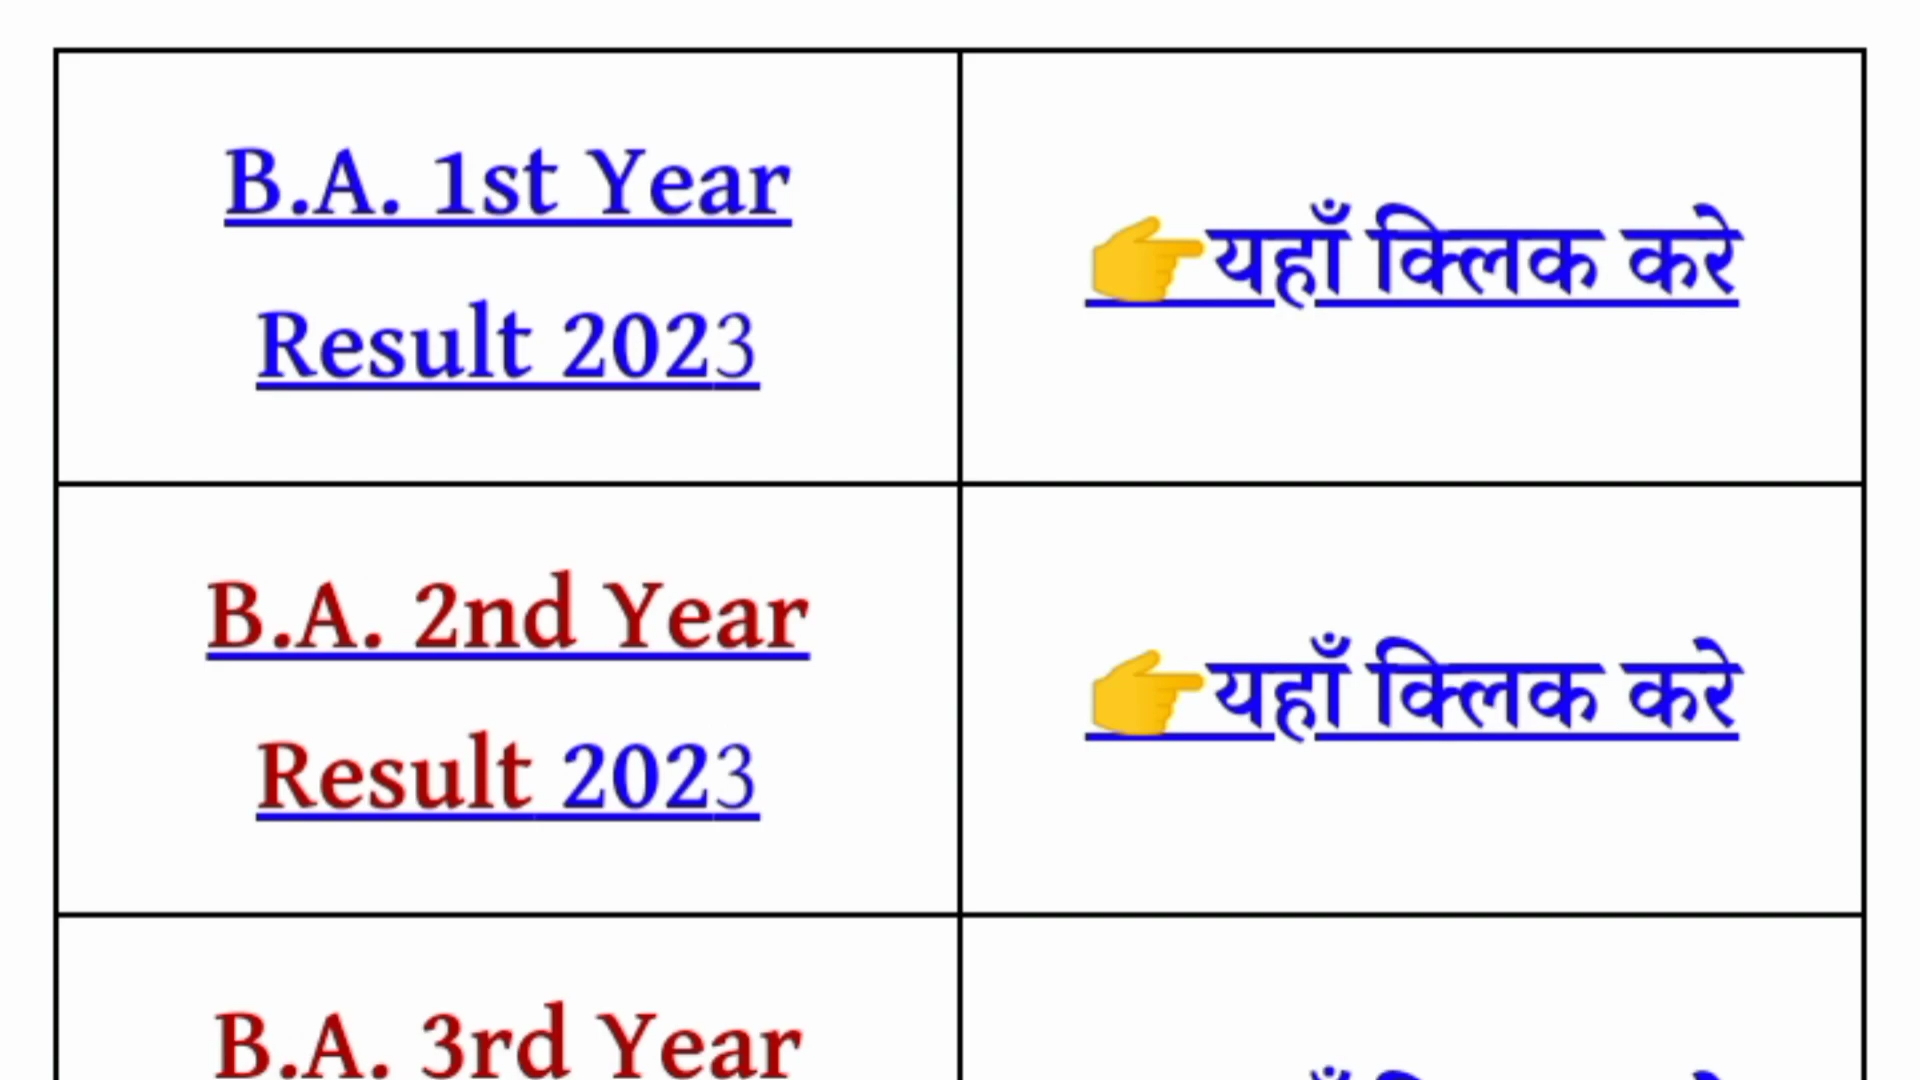 B.A. 1st Year
Result 2023
👉यहाँ क्लिक करे
B.A. 2nd Year
Result 2023
👉यहाँ क्लिक करे
B.A. 3rd Year